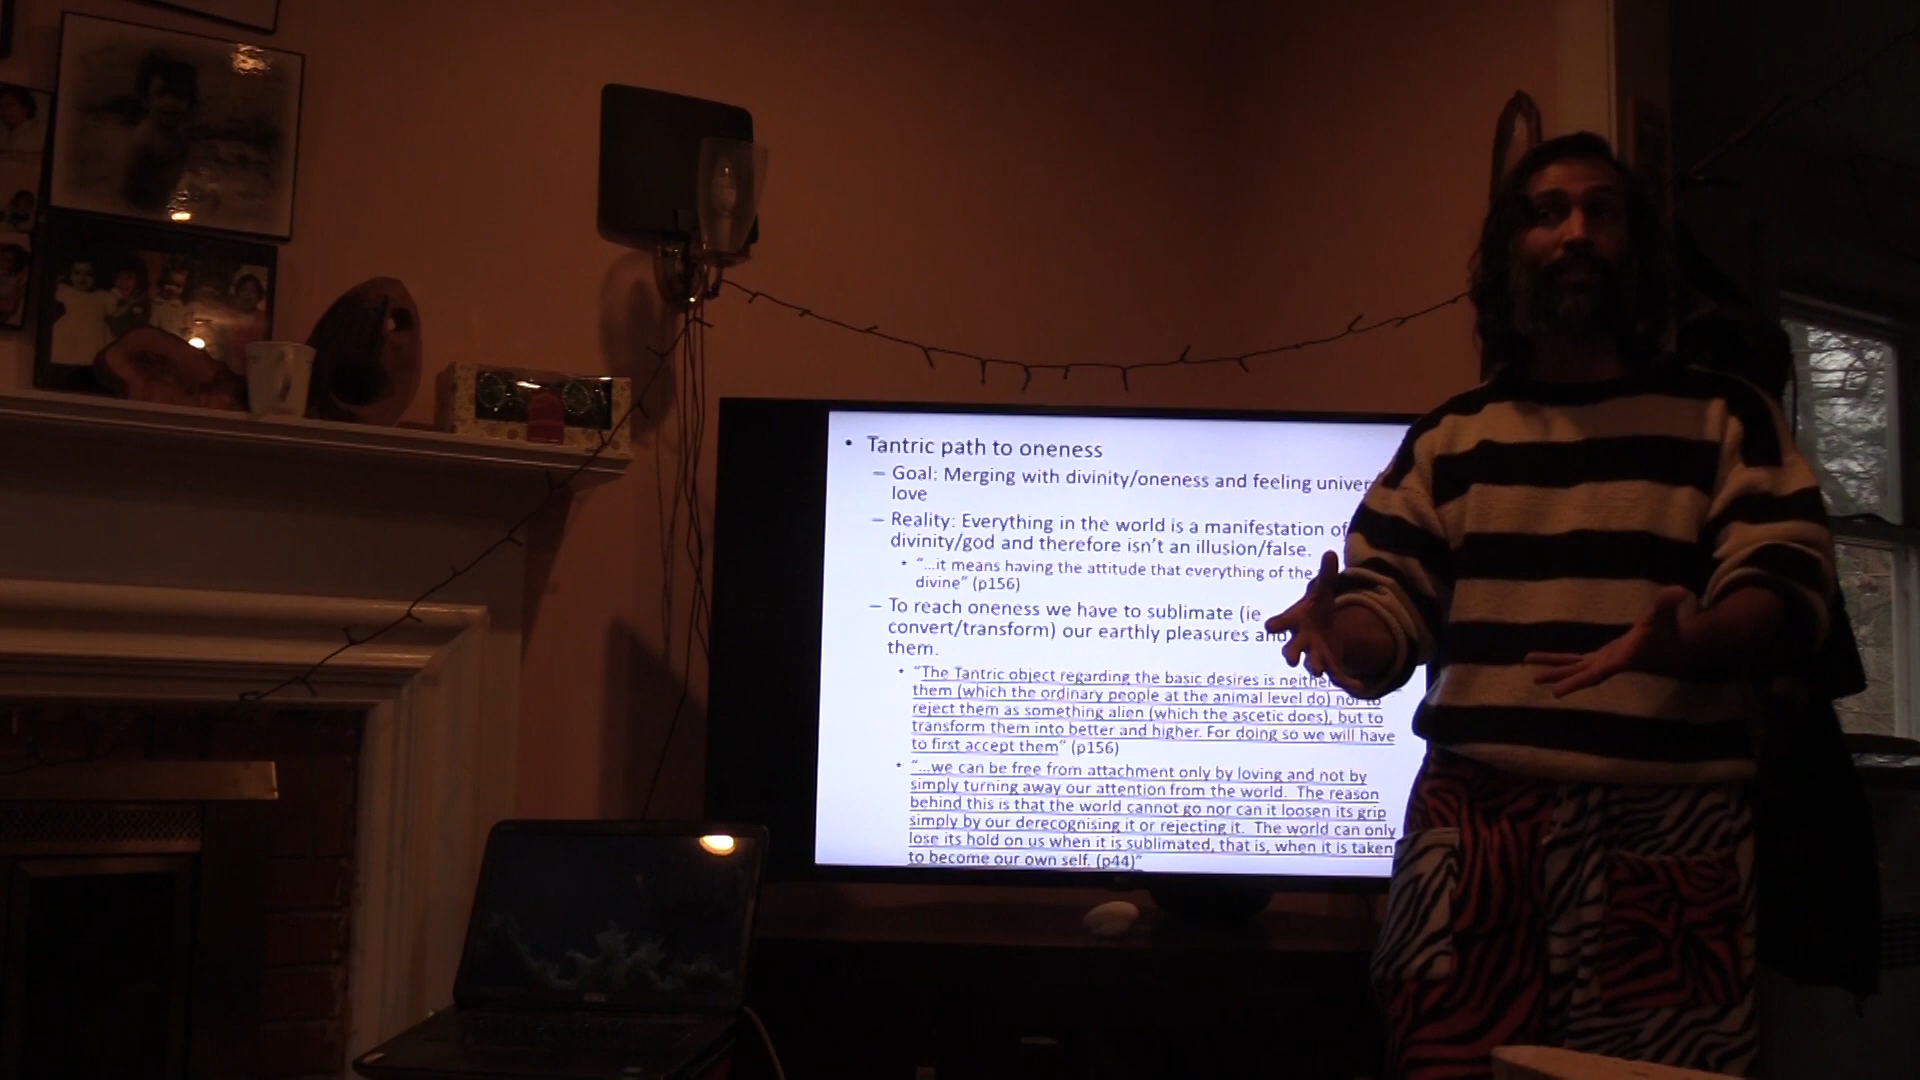 • Tantric path to oneness
– Goal: Merging with divinity/oneness and feeling
love
– Reality: Everything in the world is a manifestation of
divinity/god and therefore isn't an illusion/false.
• "...it means having the attitude that everything of the
divine" (p156)
– To reach oneness we have to sublimate (ie
convert/transform) our earthly pleasures and
them.
• "The Tantric object regarding the basic desires is
them (which the ordinary people at the animal level do) nor to
reject them as something alien (which the ascetic does), but to
transform them into better and higher. For doing so we will have
to first accept them" (p156)
• "...we can be free from attachment only by loving and not by
simply turning away our attention from the world. The reason
behind this is that the world cannot go nor can it loosen its grip
simply by our derecognising it or rejecting it. The world can only
lose its hold on us when it is sublimated, that is, when it is taken
to become our own self. (p44)"